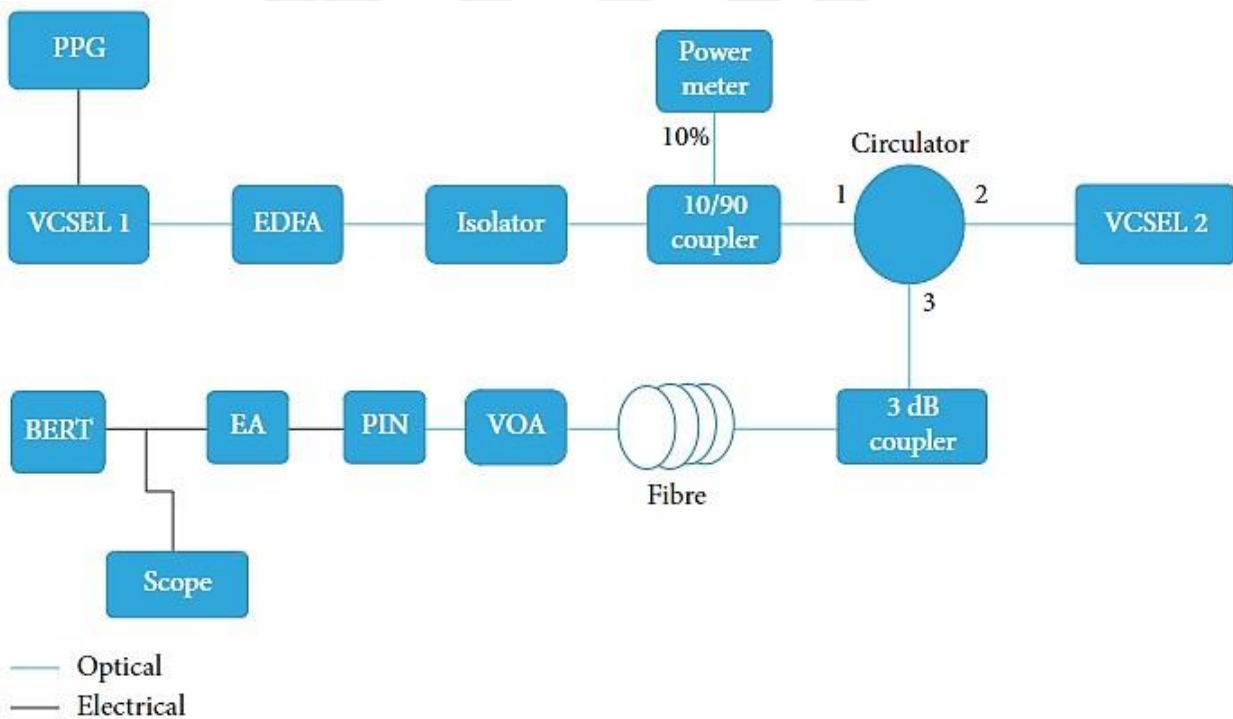 PPG
Power
meter
10%
Circulator
VCSEL 1
EDFA
Isolator
10/90
coupler
1
2
VCSEL 2
3
BERT
EA
PIN
VOA
Fibre
3 dB
coupler
Scope
Optical
Electrical